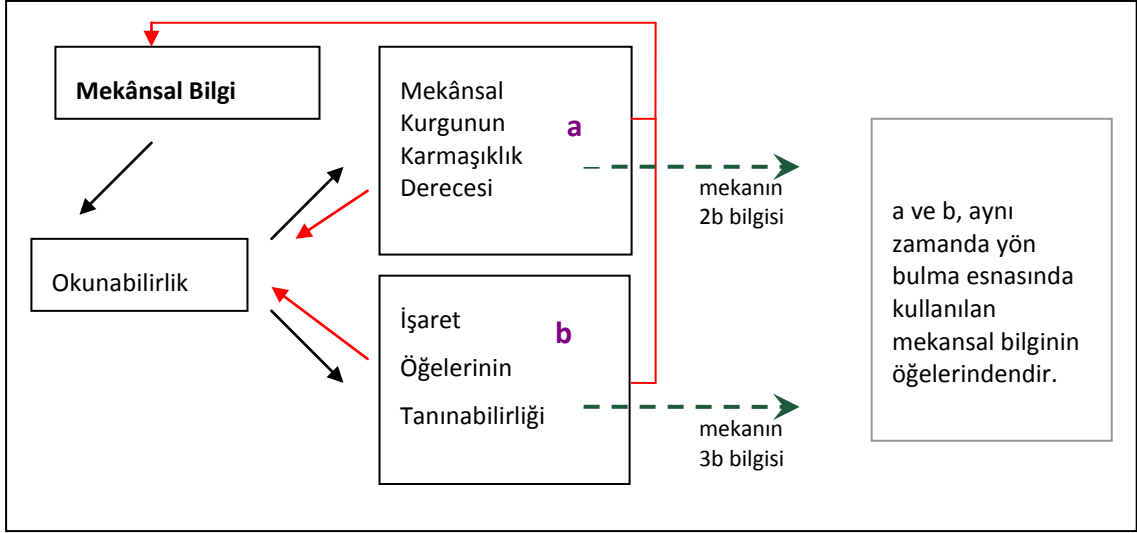 Mekânsal Bilgi
Okunabilirlik
Mekânsal
Kurgunun
Karmaşıklık
Derecesi
a
İşaret
Öğelerinin
Tanınabilirliği
b
mekanın
2b bilgisi
mekanın
3b bilgisi
a ve b, aynı
zamanda yön
bulma esnasında
kullanılan
mekansal bilginin
öğelerindendir.